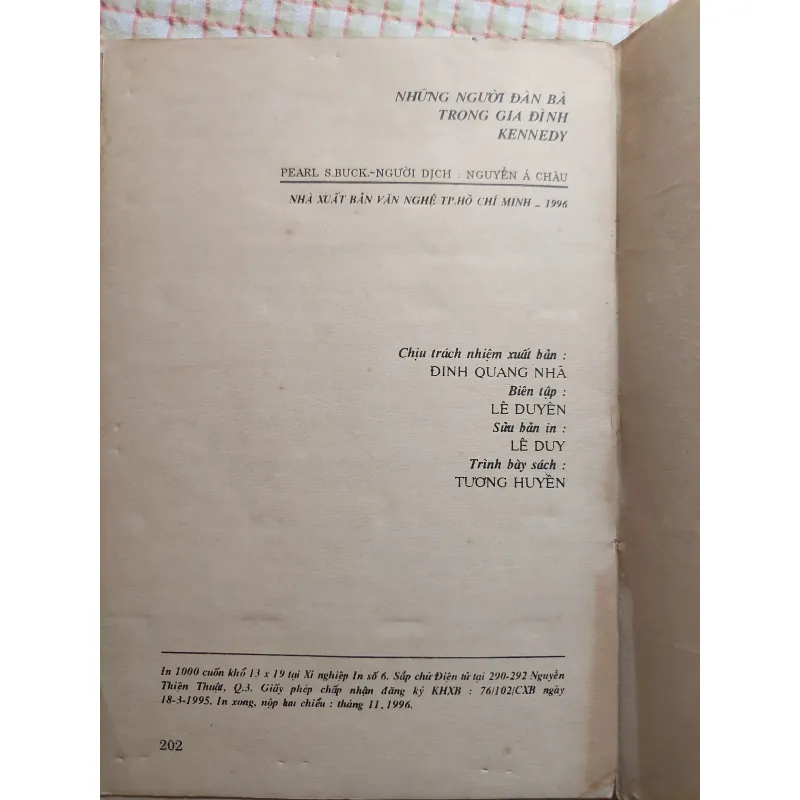 NHỮNG NGƯỜI ĐÀN BÀ
TRONG GIA ĐÌNH
KENNEDY
PEARL S.BUCK.-NGƯỜI DỊCH : NGUYỄN Á CHÂU
NHÀ XUẤT BẢN VĂN NGHỆ TP.HỒ CHÍ MINH - 1996
Chịu trách nhiệm xuất bản :
ĐINH QUANG NHÃ
Biên tập :
LÊ DUYÊN
Sửa bản in :
LÊ DUY
Trình bày sách :
TƯƠNG HUYỀN
In 1000 cuốn khổ 13 x 19 tại Xí nghiệp In số 6. Sắp chữ Điện tử tại 290-292 Nguyễn
Thiện Thuật, Q.3. Giấy phép chấp nhận đăng ký KHXB : 76/102/CXB ngày
18-3-1995. In xong, nộp lưu chiểu : tháng 11.1996.
202